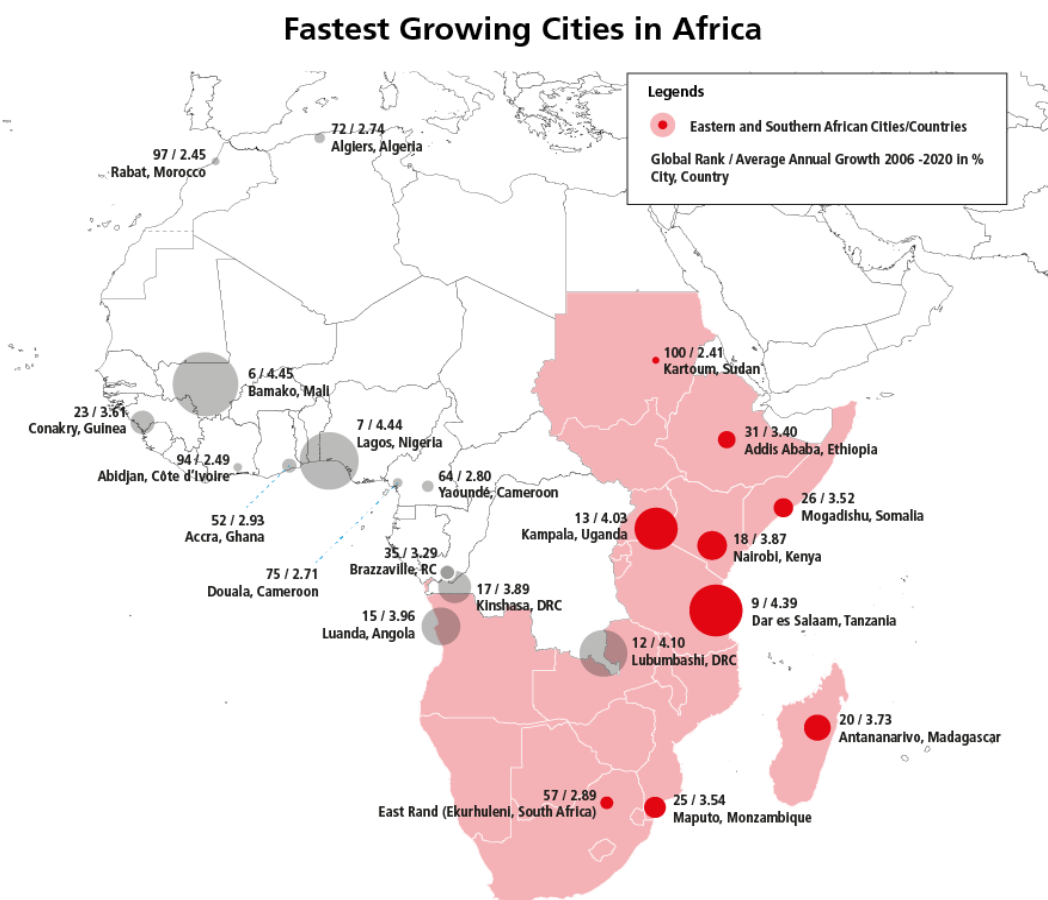 Fastest Growing Cities in Africa
Legends
Eastern and Southern African Cities/Countries
Global Rank / Average Annual Growth 2006 -2020 in %
City, Country
72 / 2.74
Algiers, Algeria
97 / 2.45
Rabat, Morocco
100 / 2.41
Kartoum, Sudan
6 / 4.45
Bamako, Mali
23 / 3.61
Conakry, Guinea
7 / 4.44
Lagos, Nigeria
31 / 3.40
Addis Ababa, Ethiopia
94 / 2.49
Abidjan, Côte d'Ivoire
64 / 2.80
Yaoundé, Cameroon
26 / 3.52
Mogadishu, Somalia
52 / 2.93
Accra, Ghana
13 / 4.03
Kampala, Uganda
18 / 3.87
Nairobi, Kenya
35 / 3.29
Brazzaville, RC
75 / 2.71
Douala, Cameroon
17 / 3.89
Kinshasa, DRC
9 / 4.39
Dar es Salaam, Tanzania
15 / 3.96
Luanda, Angola
12 / 4.10
Lubumbashi, DRC
20 / 3.73
Antananarivo, Madagascar
57 / 2.89
East Rand (Ekurhuleni, South Africa)
25 / 3.54
Maputo, Monzambique